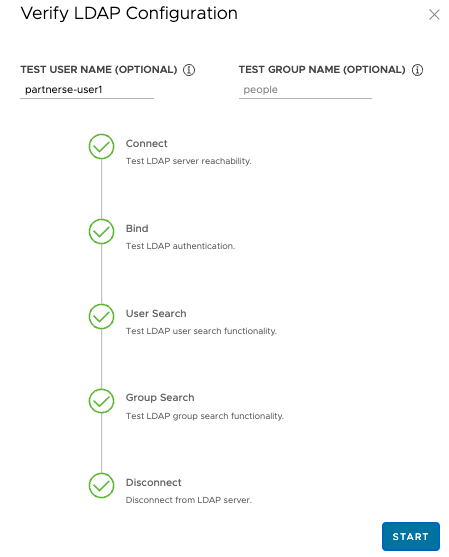 Verify LDAP Configuration
TEST USER NAME (OPTIONAL)
TEST GROUP NAME (OPTIONAL)
partnerse-user1
people
Connect
Test LDAP server reachability.
Bind
Test LDAP authentication.
User Search
Test LDAP user search functionality.
Group Search
Test LDAP group search functionality.
Disconnect
Disconnect from LDAP server.
START